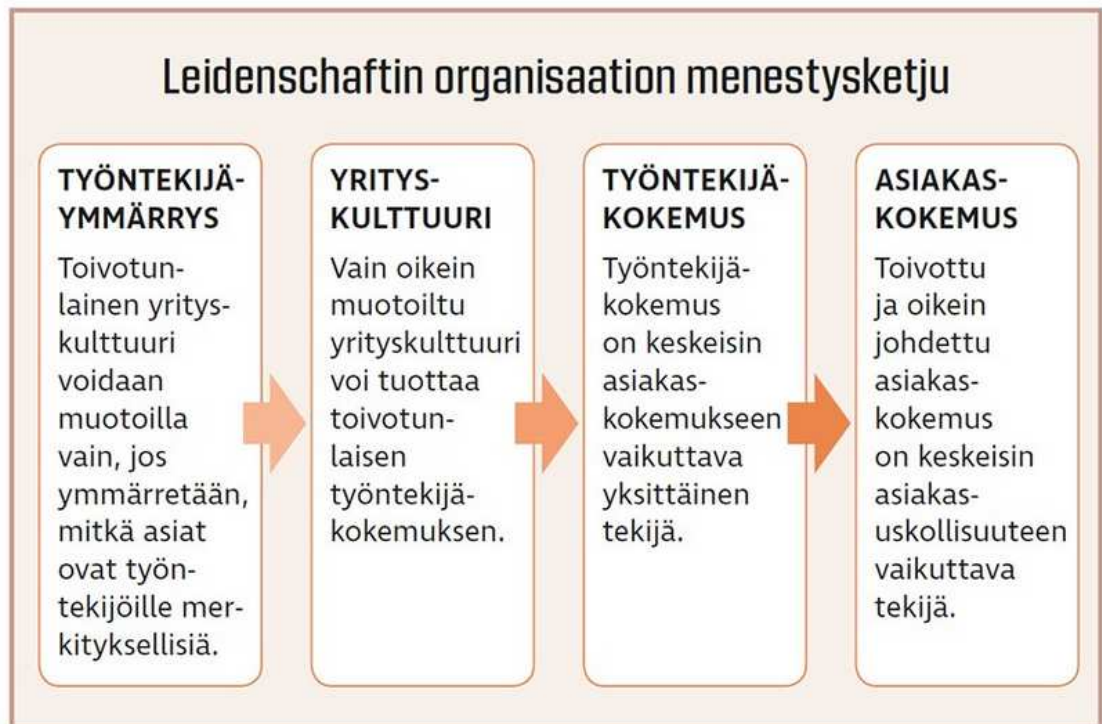 Leidenschaftin organisaation menestysketju
TYÖNTEKIJÄ-
YMMÄRRYS
Toivotun-
lainen yritys-
kulttuuri
voidaan
muotoilla
vain, jos
ymmärretään,
mitkä asiat
ovat työn-
tekijöille mer-
kityksellisiä.
YRITYS-
KULTTUURI
Vain oikein
muotoiltu
yrityskulttuuri
voi tuottaa
toivotun-
laisen
työntekijä-
kokemuksen.
TYÖNTEKIJÄ-
KOKEMUS
Työntekijä-
kokemus
on keskeisin
asiakas-
kokemukseen
vaikuttava
yksittäinen
tekijä.
ASIAKAS-
KOKEMUS
Toivottu
ja oikein
johdettu
asiakas-
kokemus
on keskeisin
asiakas-
uskollisuuteen
vaikuttava
tekijä.